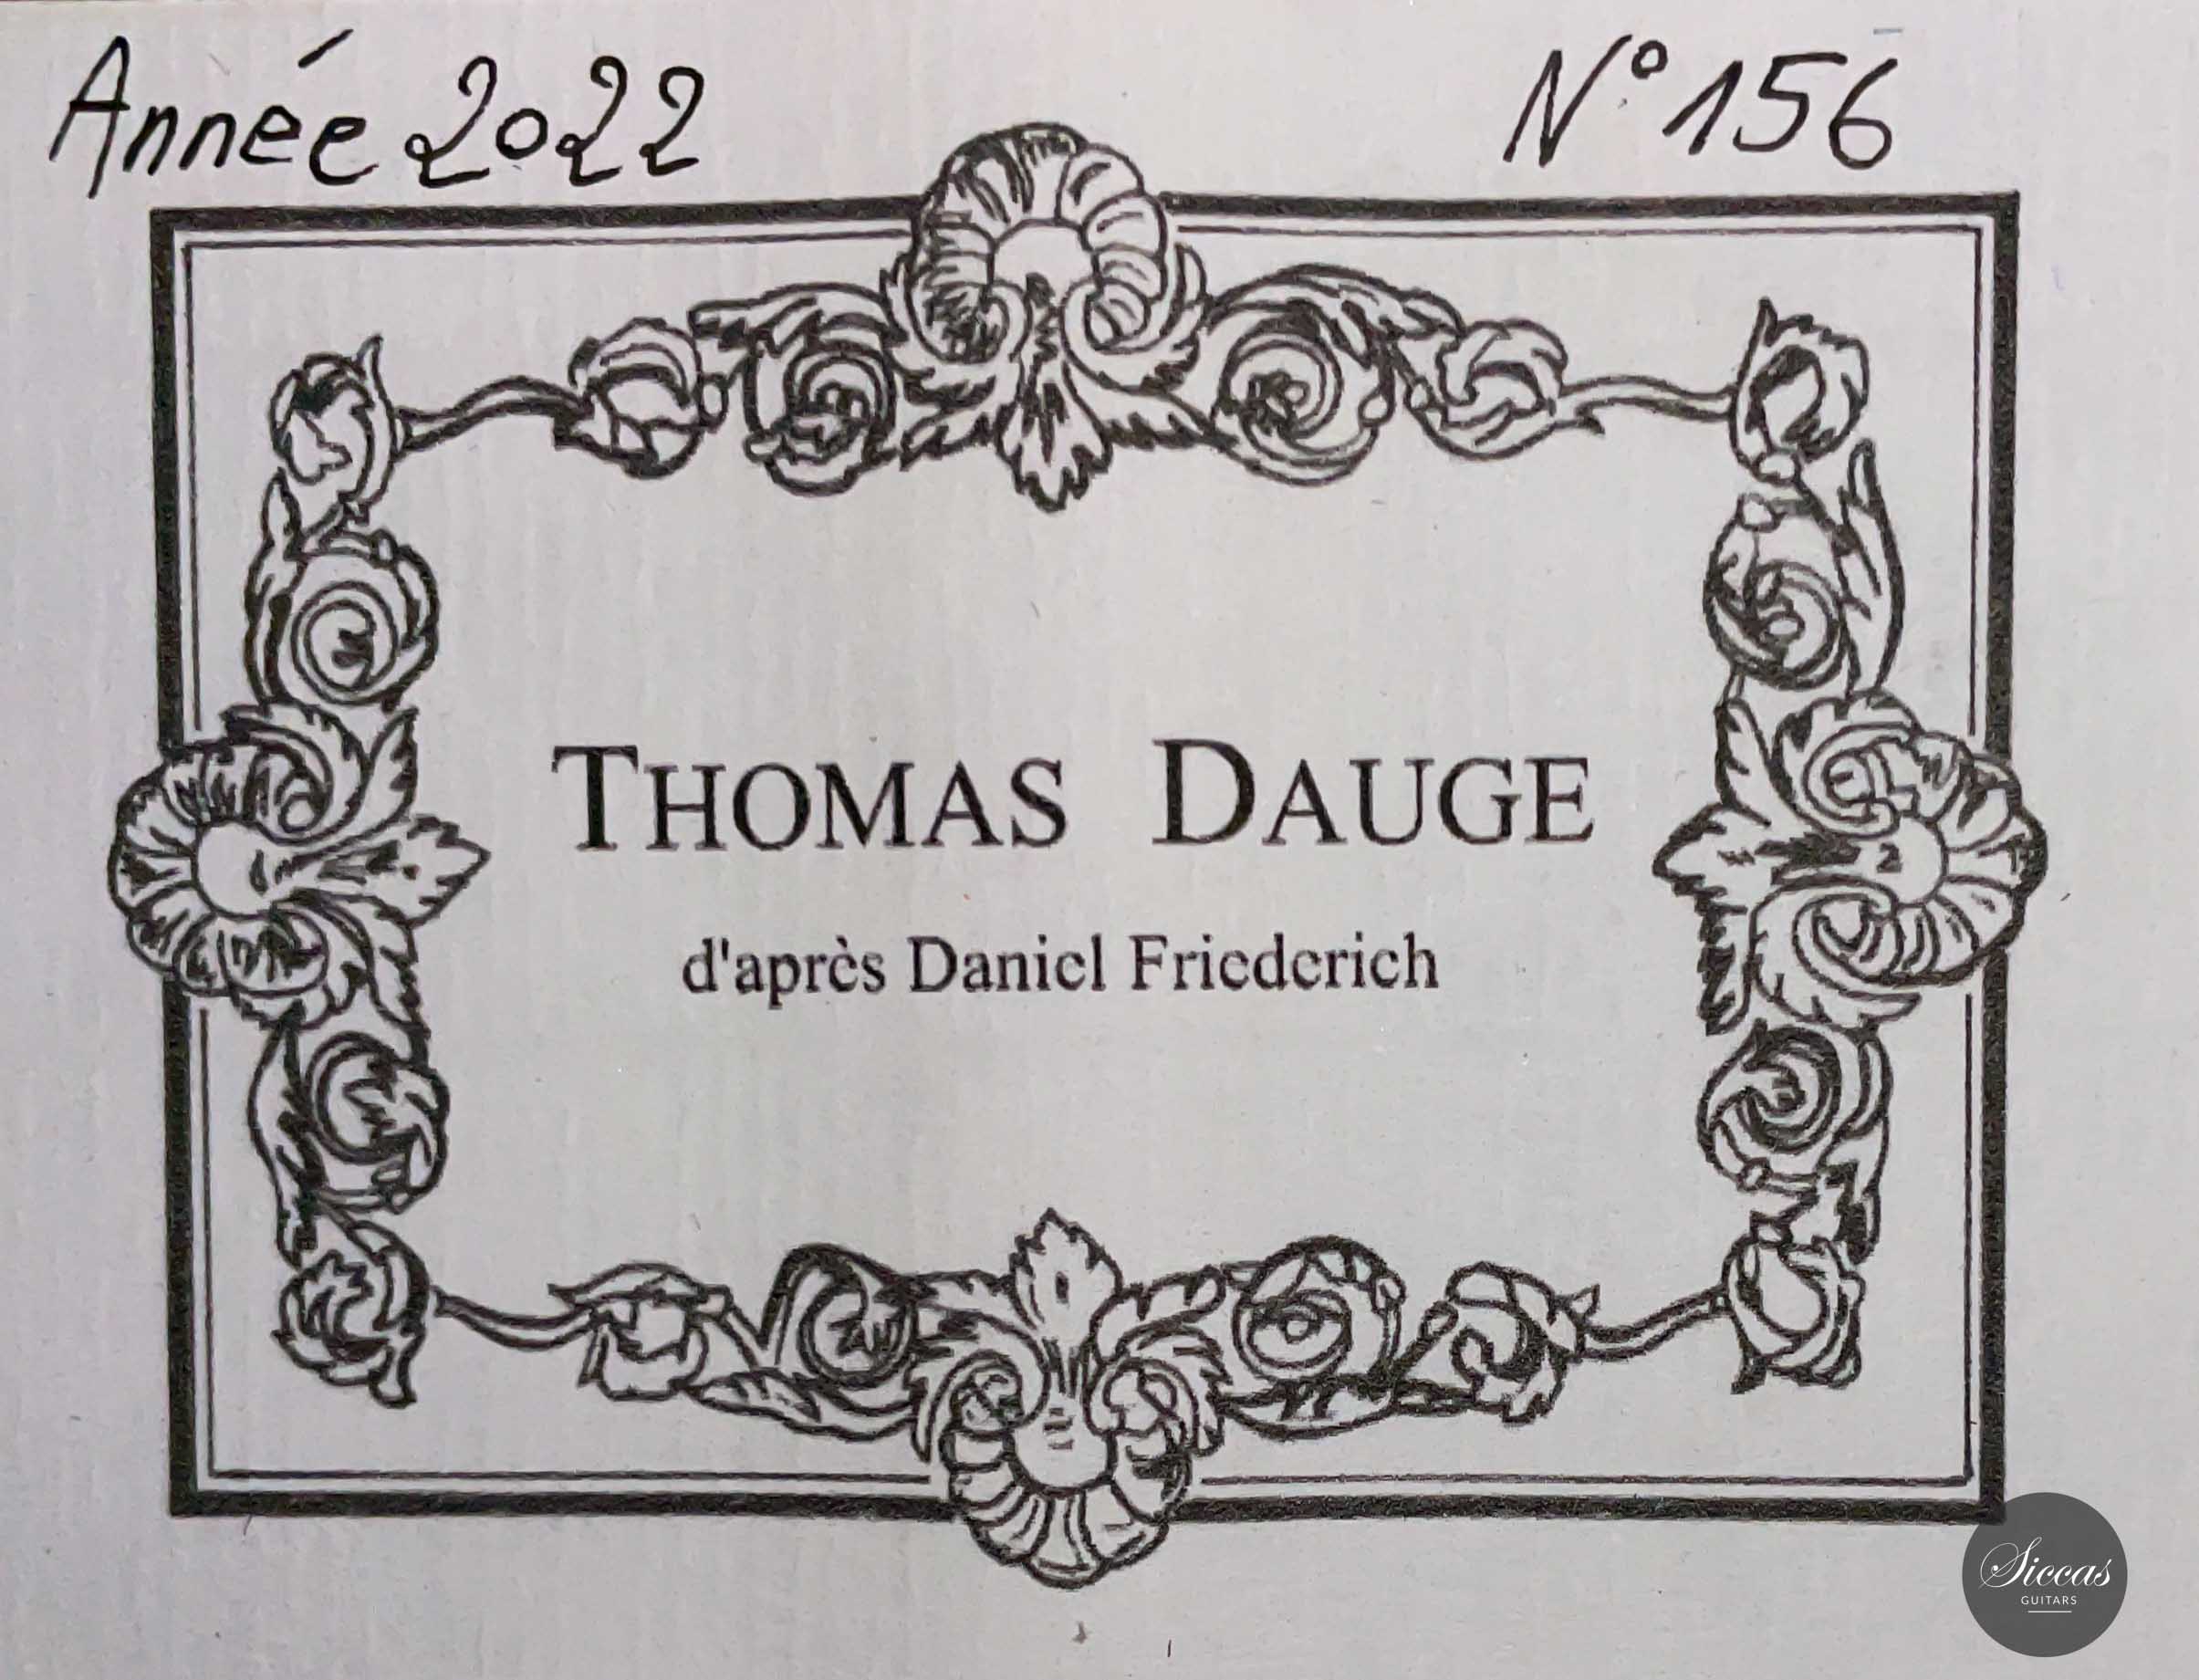 Année 2022 N° 156
THOMAS DAUGE
d'après Daniel Friederich
Siccas
GUITARS